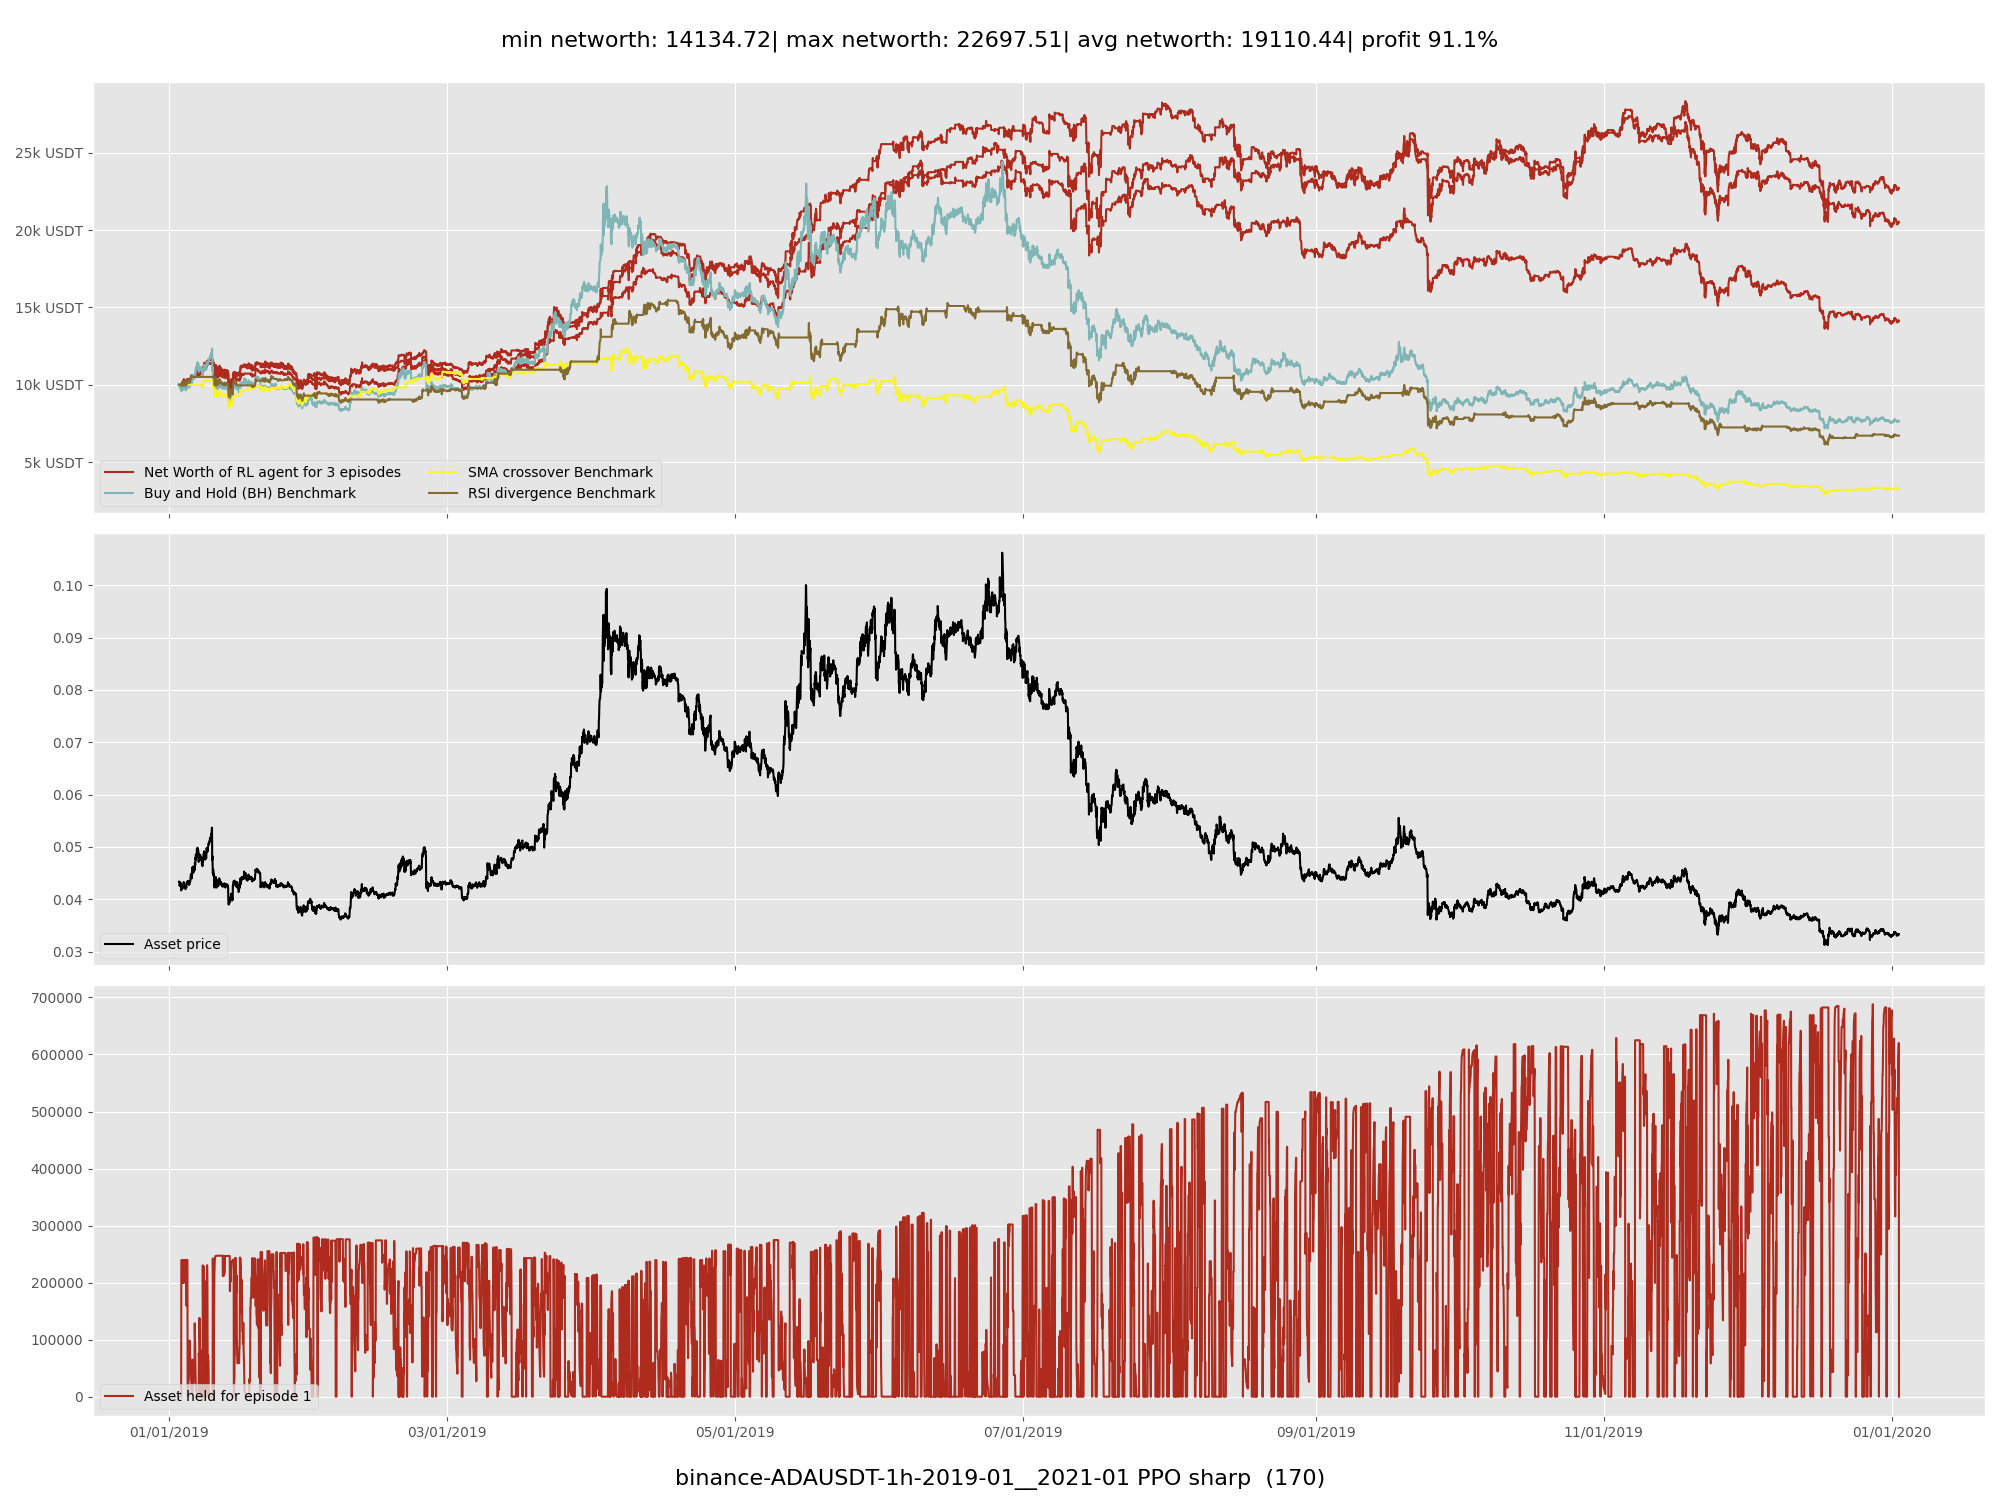 min networth: 14134.72| max networth: 22697.51| avg networth: 19110.44| profit 91.1%
25k USDT
20k USDT
15k USDT
10k USDT
5k USDT
Net Worth of RL agent for 3 episodes
Buy and Hold (BH) Benchmark
SMA crossover Benchmark
RSI divergence Benchmark
0.10
0.09
0.08
0.07
0.06
0.05
0.04
0.03
Asset price
700000
600000
500000
400000
300000
200000
100000
0
Asset held for episode 1
01/01/2019 03/01/2019 05/01/2019 07/01/2019 09/01/2019 11/01/2019 01/01/2020
binance-ADAUSDT-1h-2019-01__2021-01 PPO sharp (170)